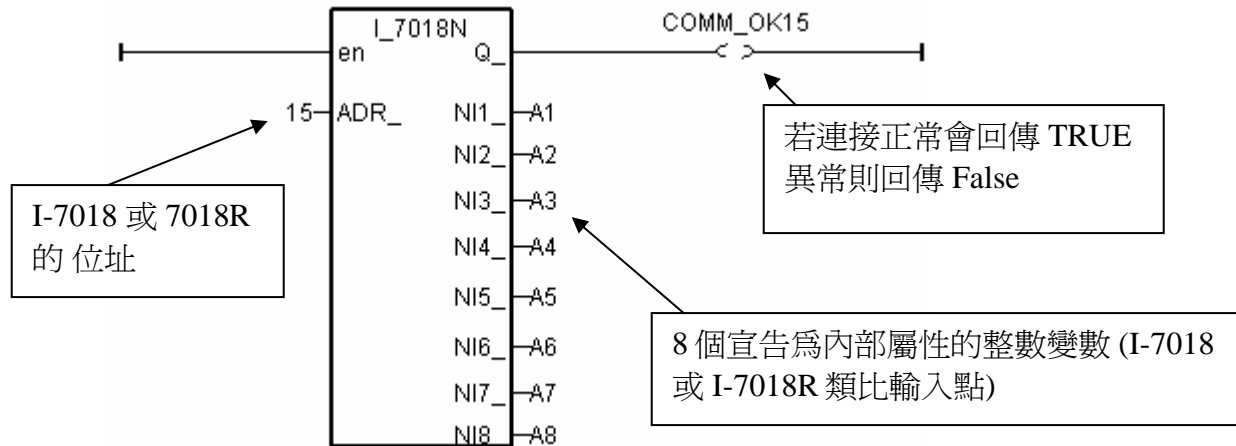 I_7018N
COMM_OK15
en
Q_
15
ADR_
NI1_
A1
NI2_
A2
NI3_
A3
NI4_
A4
NI5_
A5
NI6_
A6
NI7_
A7
NI8_
A8
若連接正常會回傳 TRUE
異常則回傳 False
I-7018 或 7018R
的 位址
8 個宣告為內部屬性的整數變數 (I-7018
或 I-7018R 類比輸入點)